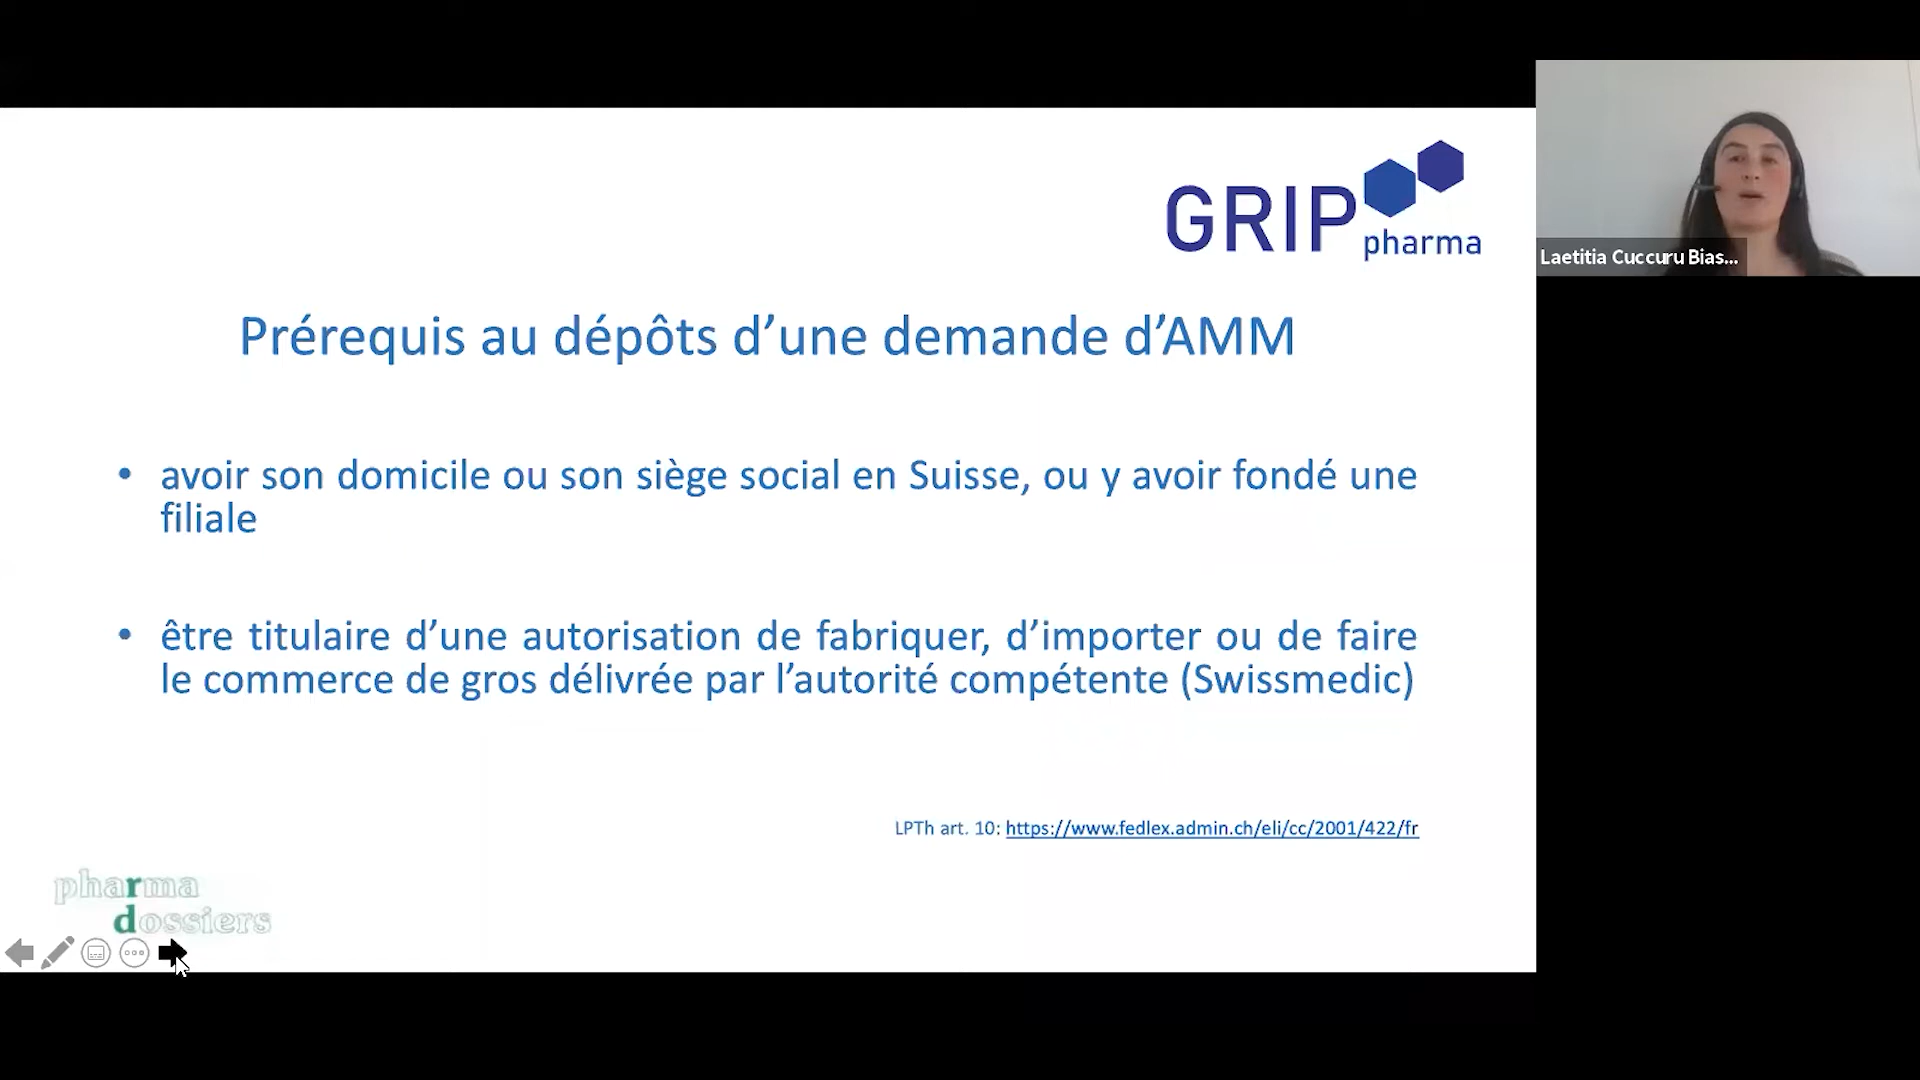 GRIP
pharma
Laetitia Cuccuru Bias...
Prérequis au dépôts d’une demande d’AMM
• avoir son domicile ou son siège social en Suisse, ou y avoir fondé une
filiale
• être titulaire d’une autorisation de fabriquer, d’importer ou de faire
le commerce de gros délivrée par l’autorité compétente (Swissmedic)
LPTh art. 10: https://www.fedlex.admin.ch/eli/cc/2001/422/fr
pharma
dossiers